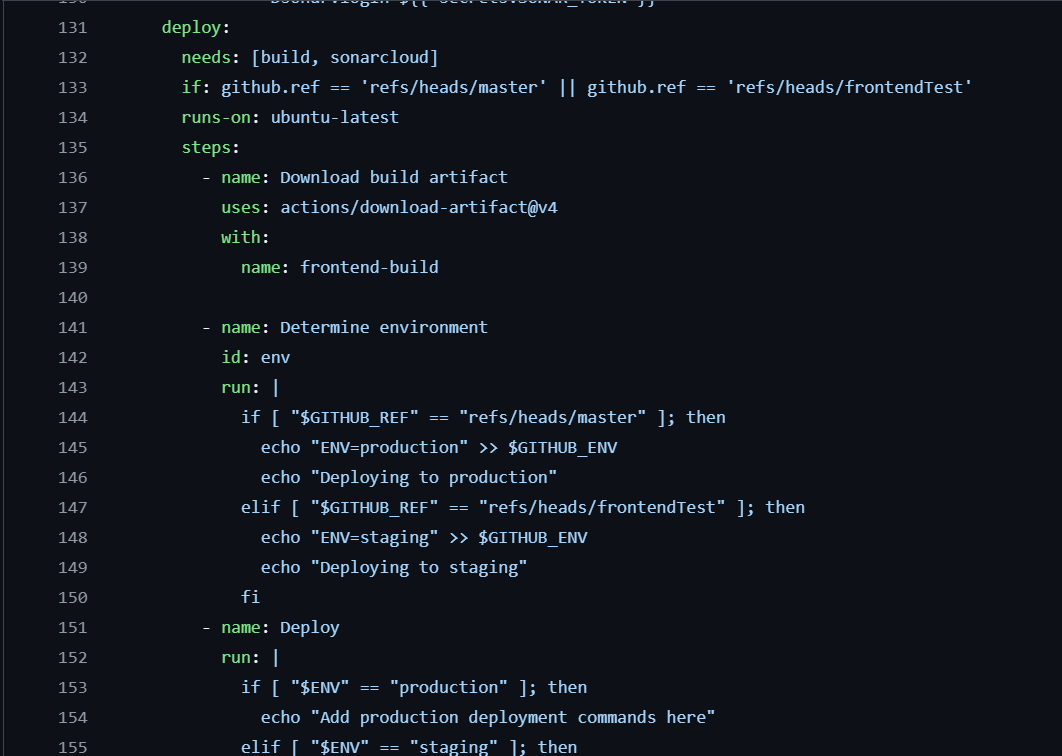 131 deploy:
132 needs: [build, sonarcloud]
133 if: github.ref == 'refs/heads/master' || github.ref == 'refs/heads/frontendTest'
134 runs-on: ubuntu-latest
135 steps:
136 - name: Download build artifact
137 uses: actions/download-artifact@v4
138 with:
139 name: frontend-build
140
141 - name: Determine environment
142 id: env
143 run: |
144 if [ "$GITHUB_REF" == "refs/heads/master" ]; then
145 echo "ENV=production" >> $GITHUB_ENV
146 echo "Deploying to production"
147 elif [ "$GITHUB_REF" == "refs/heads/frontendTest" ]; then
148 echo "ENV=staging" >> $GITHUB_ENV
149 echo "Deploying to staging"
150 fi
151 - name: Deploy
152 run: |
153 if [ "$ENV" == "production" ]; then
154 echo "Add production deployment commands here"
155 elif [ "$ENV" == "staging" ]; then